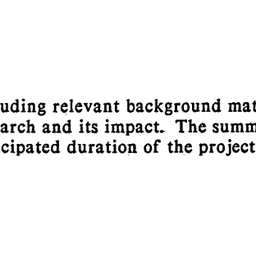 uding relevant background mat
arch and its impact. The summ
cipated duration of the project